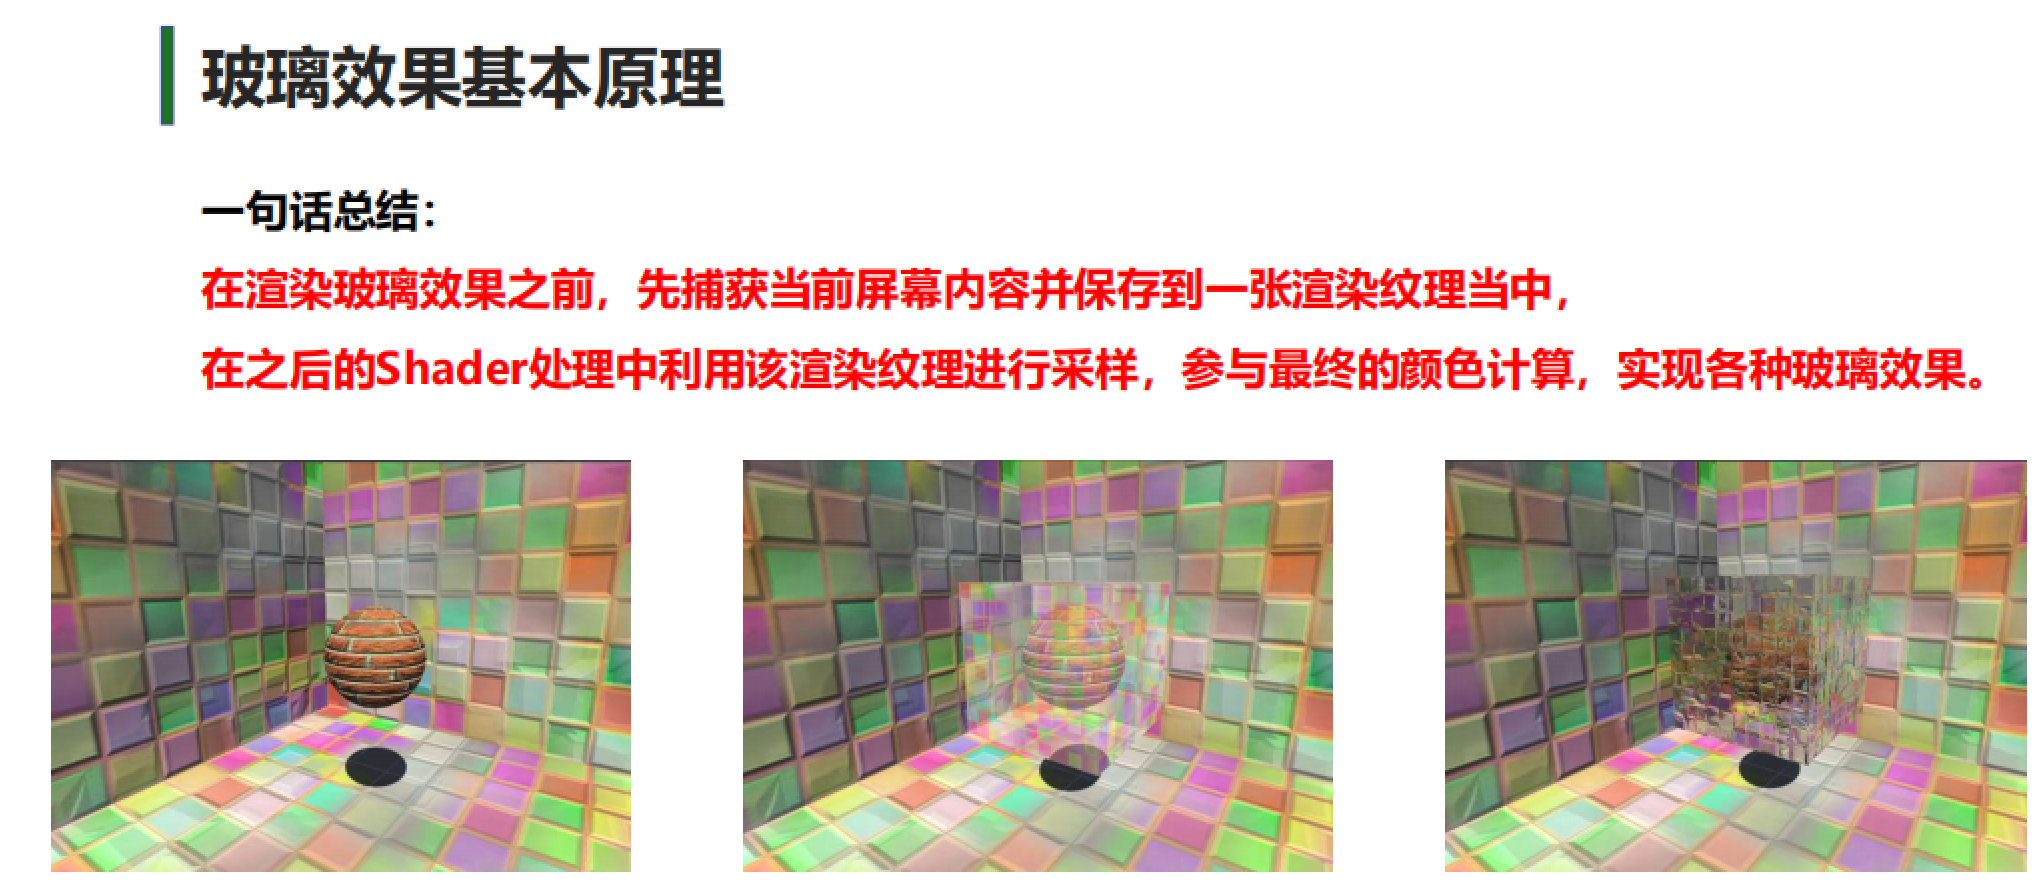 玻璃效果基本原理
一句话总结：
在渲染玻璃效果之前，先捕获当前屏幕内容并保存到一张渲染纹理当中，
在之后的Shader处理中利用该渲染纹理进行采样，参与最终的颜色计算，实现各种玻璃效果。